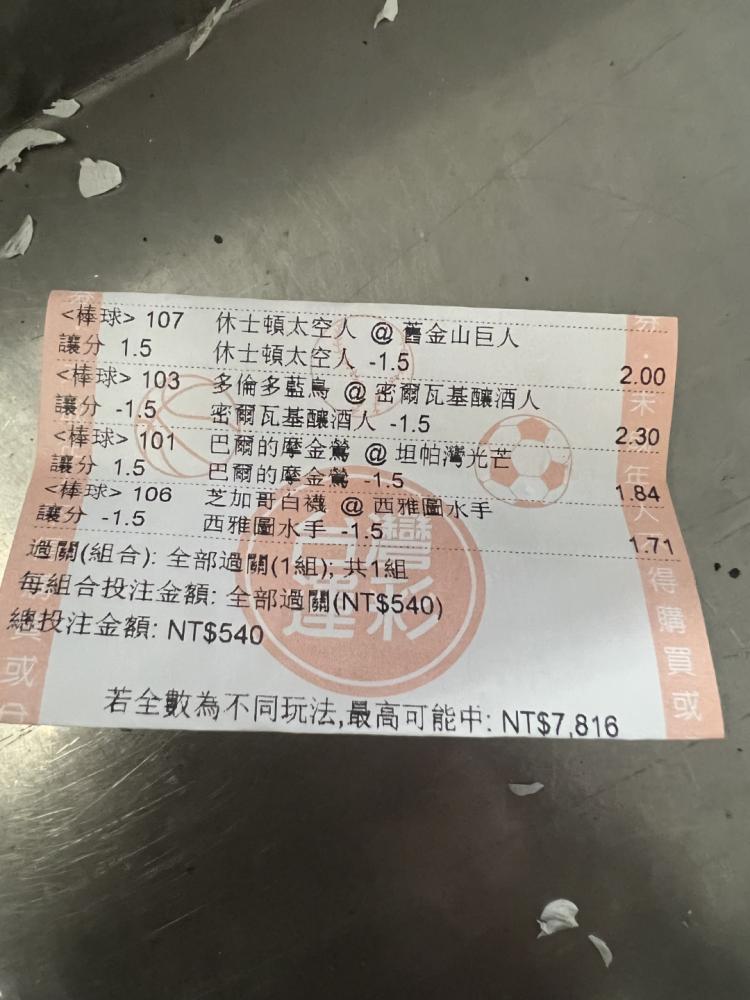 <棒球> 107 休士頓太空人 @ 舊金山巨人
讓分 1.5 休士頓太空人 -1.5 2.00
<棒球> 103 多倫多藍鳥 @ 密爾瓦基釀酒人
讓分 -1.5 密爾瓦基釀酒人 -1.5 2.30
<棒球> 101 巴爾的摩金鶯 @ 坦帕灣光芒
讓分 1.5 巴爾的摩金鶯 -1.5 1.84
<棒球> 106 芝加哥白襪 @ 西雅圖水手
讓分 -1.5 西雅圖水手 -1.5 1.71
過關(組合): 全部過關(1組); 共1組
每組合投注金額: 全部過關(NT$540)
總投注金額: NT$540
若全數為不同玩法,最高可能中: NT$7,816
台灣
運彩
未
年人
得購買或
或